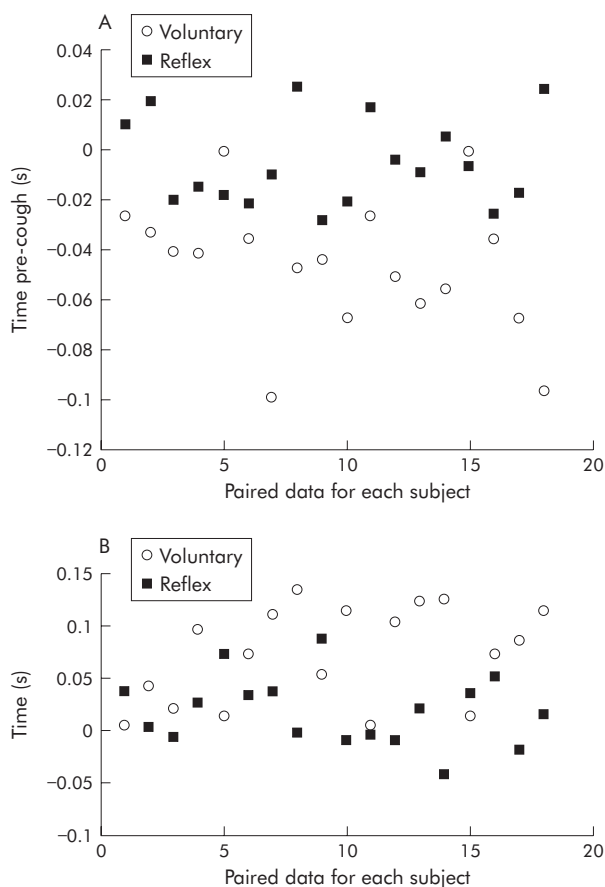 A
Voluntary
Reflex
0.04
0.02
0
−0.02
−0.04
−0.06
−0.08
−0.1
−0.12
Time pre-cough (s)
0 5 10 15 20
Paired data for each subject
B
Voluntary
Reflex
0.15
0.1
0.05
0
−0.05
−0.1
Time (s)
0 5 10 15 20
Paired data for each subject